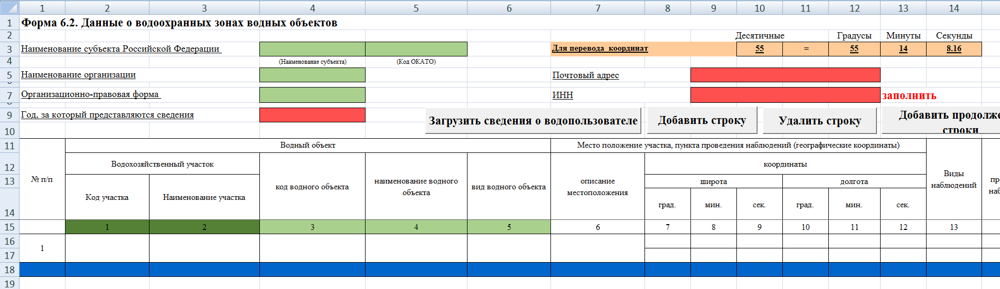 1 2 3 4 5 6 7 8 9 10 11 12 13 14
1 Форма 6.2. Данные о водоохранных зонах водных объектов
2 Десятичные Градусы Минуты Секунды
3 Наименование субъекта Российской Федерации Для перевода координат 55 = 55 14 8.16
4 (Наименование субъекта) (Код ОКАТО)
5 Наименование организации Почтовый адрес
7 Организационно-правовая форма ИНН заполнить
9 Год, за который представляются сведения
Загрузить сведения о водопользователе Добавить строку Удалить строку Добавить продолже
строки
10
11 Водный объект Место положение участка, пункта проведения наблюдений (географические координаты)
12 Водохозяйственный участок координаты
13 № п/п код водного объекта наименование водного объекта вид водного объекта описание местоположения широта долгота Виды наблюдений
14 Код участка Наименование участка град. мин. сек. град. мин. сек.
15 1 2 3 4 5 6 7 8 9 10 11 12 13
16
1
17
18
19